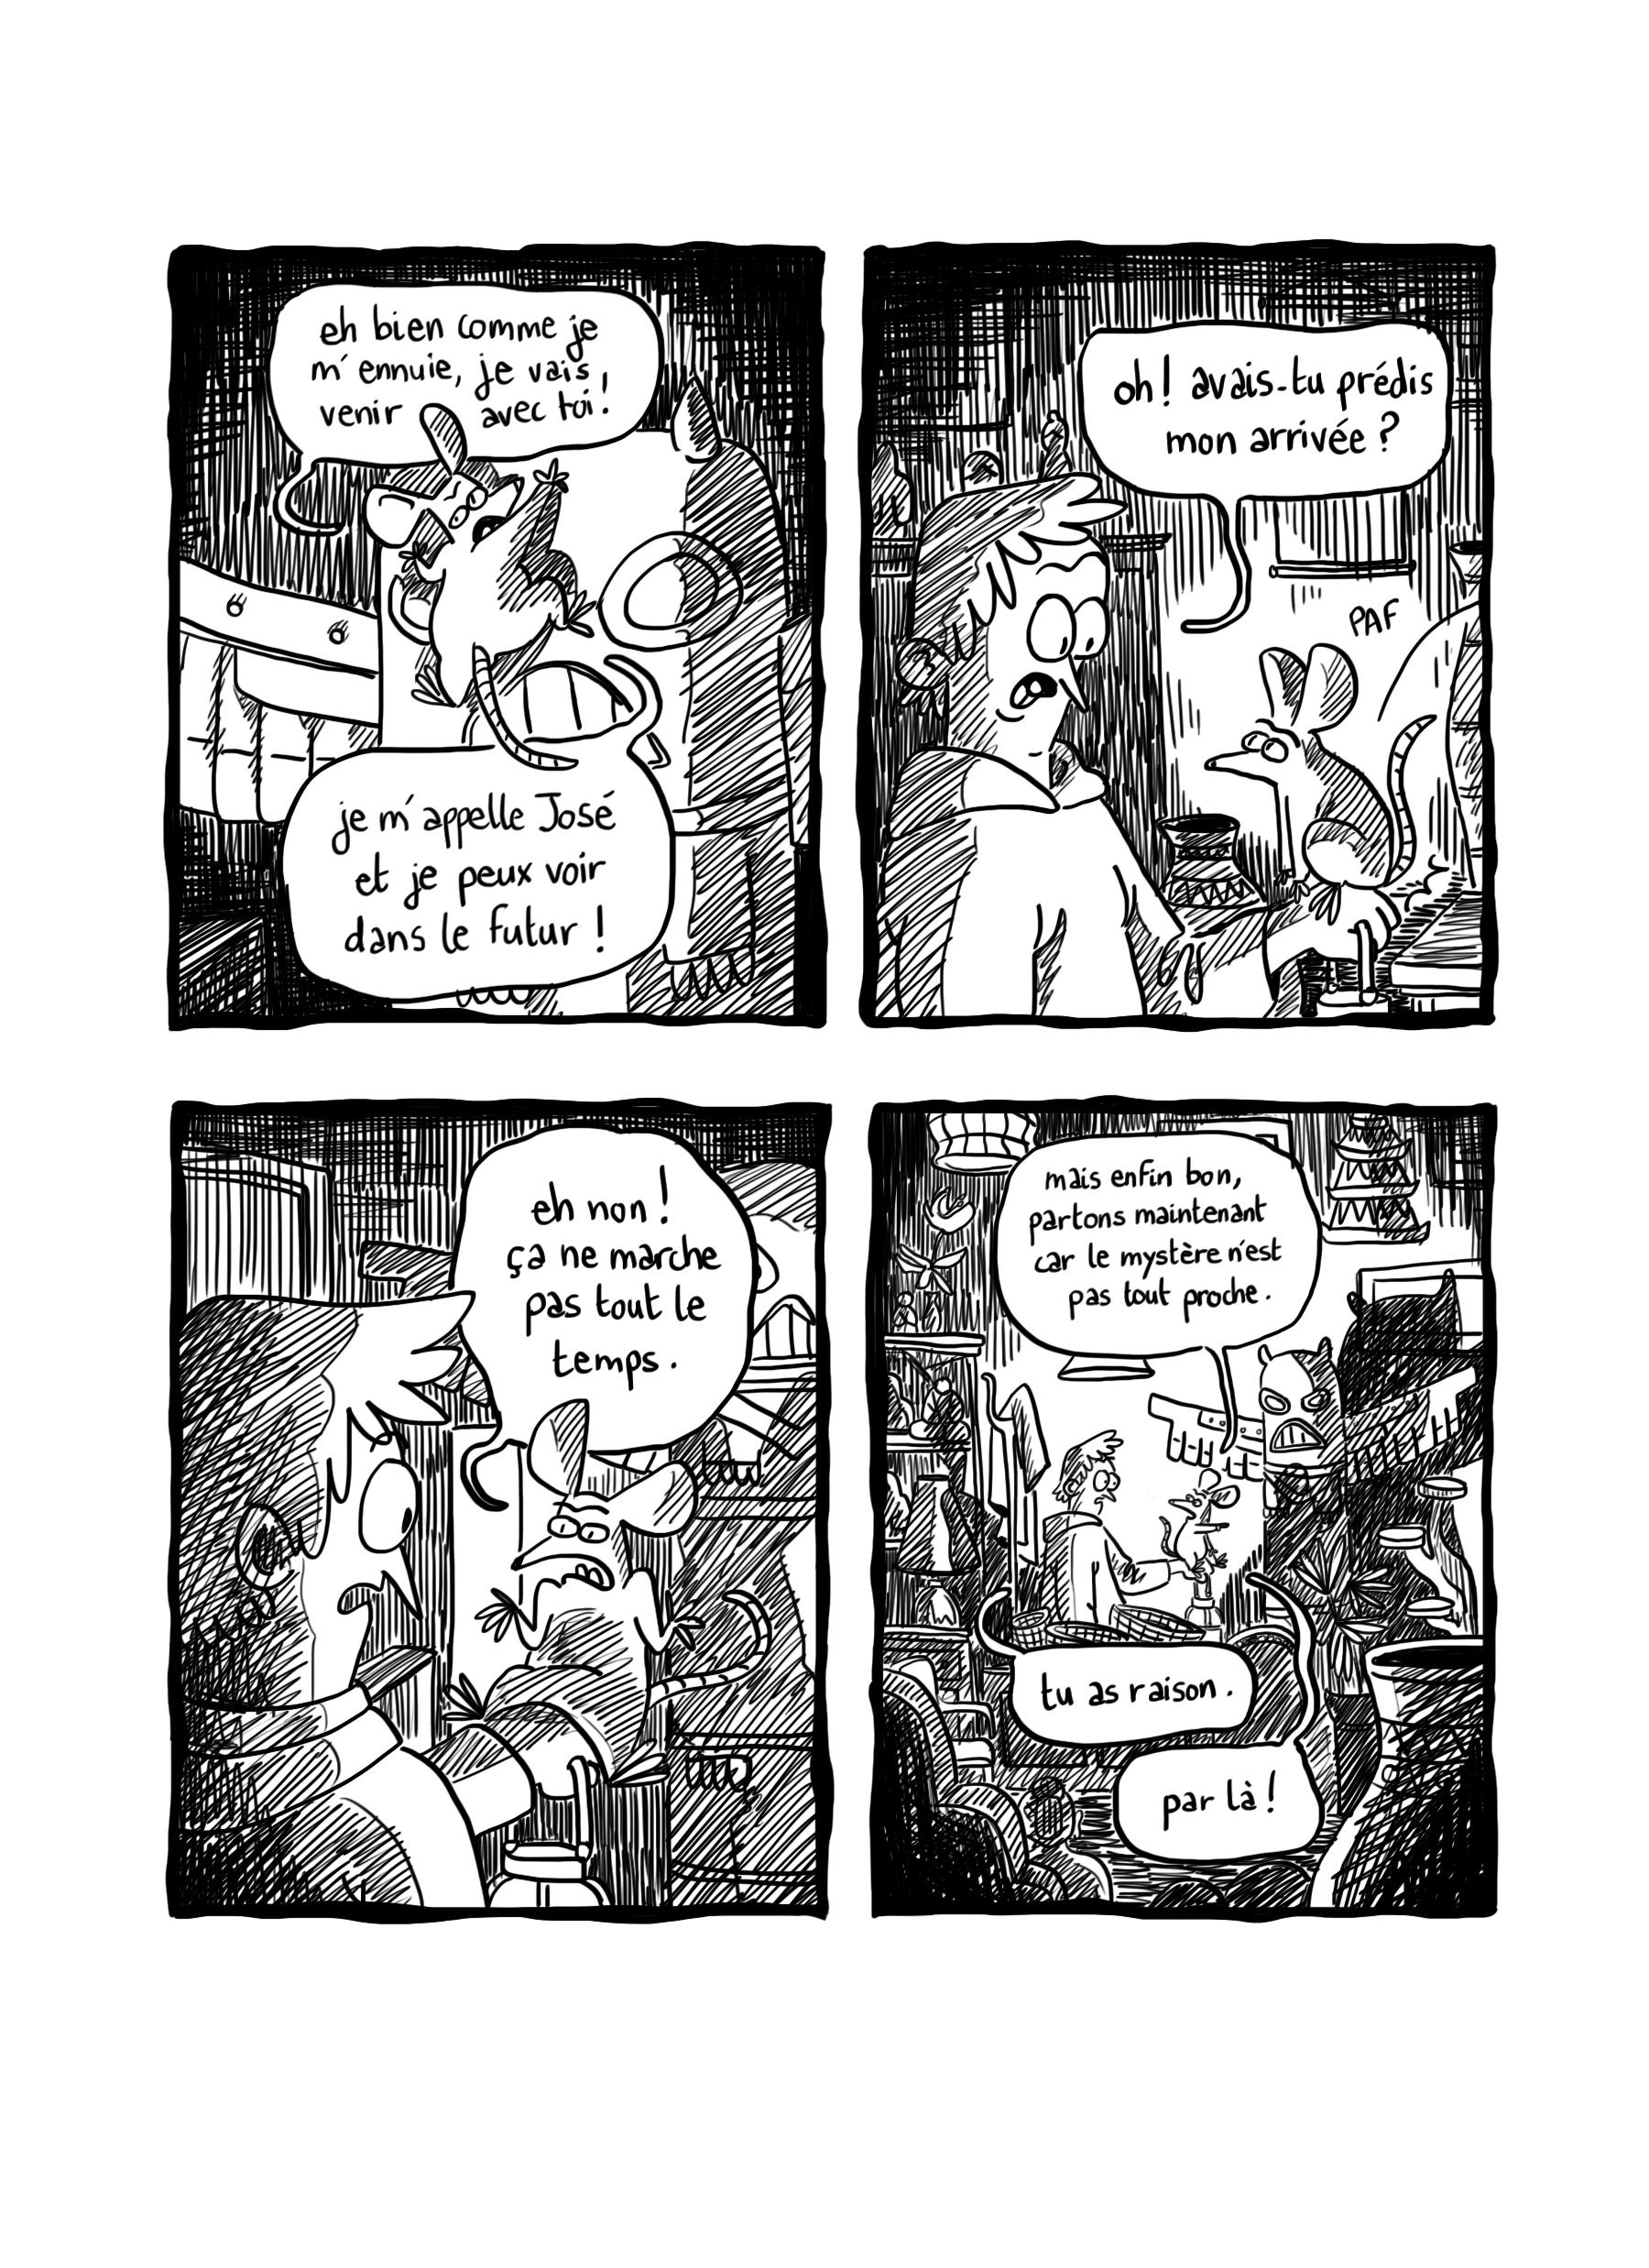 eh bien comme je
m'ennuie, je vais
venir avec toi !
je m'appelle José
et je peux voir
dans le futur !
oh! avais-tu prédis
mon arrivée ?
PAF
eh non !
ça ne marche
pas tout le
temps.
mais enfin bon,
partons maintenant
car le mystère n'est
pas tout proche.
tu as raison.
par là !